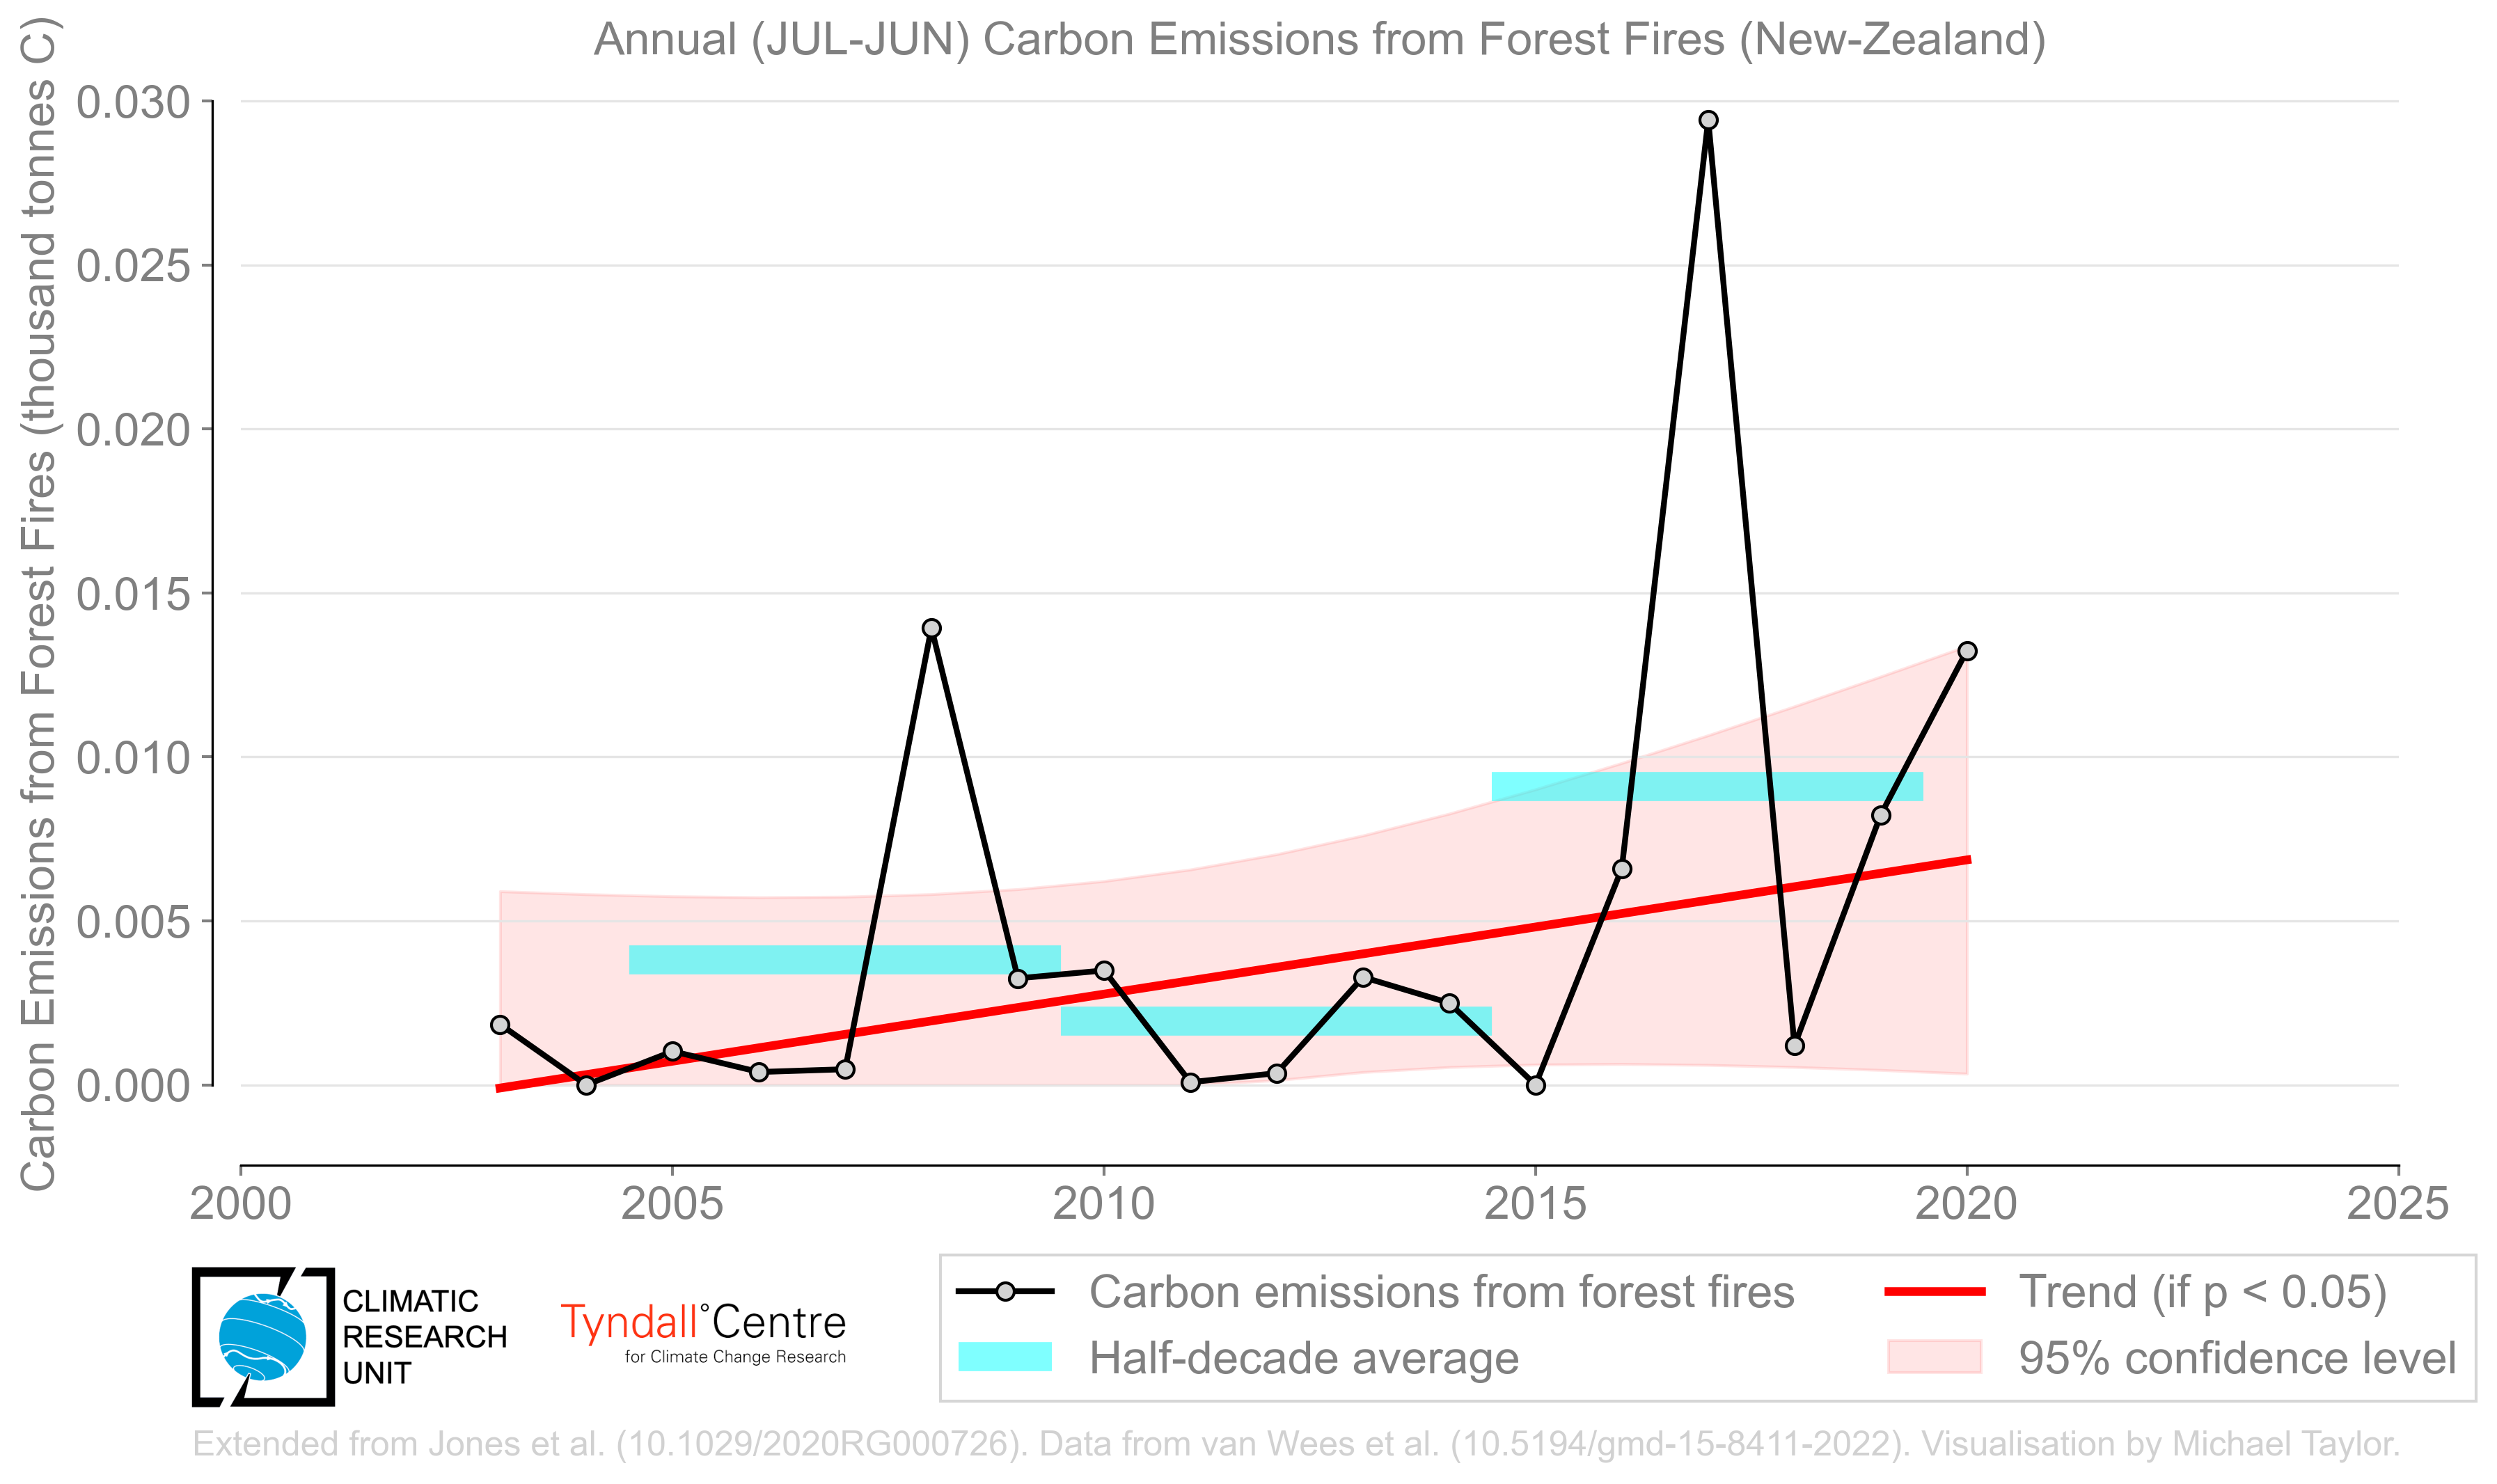 Annual (JUL-JUN) Carbon Emissions from Forest Fires (New-Zealand)
Carbon Emissions from Forest Fires (thousand tonnes C)
0.030
0.025
0.020
0.015
0.010
0.005
0.000
2000 2005 2010 2015 2020 2025
CLIMATIC
RESEARCH
UNIT
Tyndall°Centre
for Climate Change Research
Carbon emissions from forest fires
Half-decade average
Trend (if p < 0.05)
95% confidence level
Extended from Jones et al. (10.1029/2020RG000726). Data from van Wees et al. (10.5194/gmd-15-8411-2022). Visualisation by Michael Taylor.